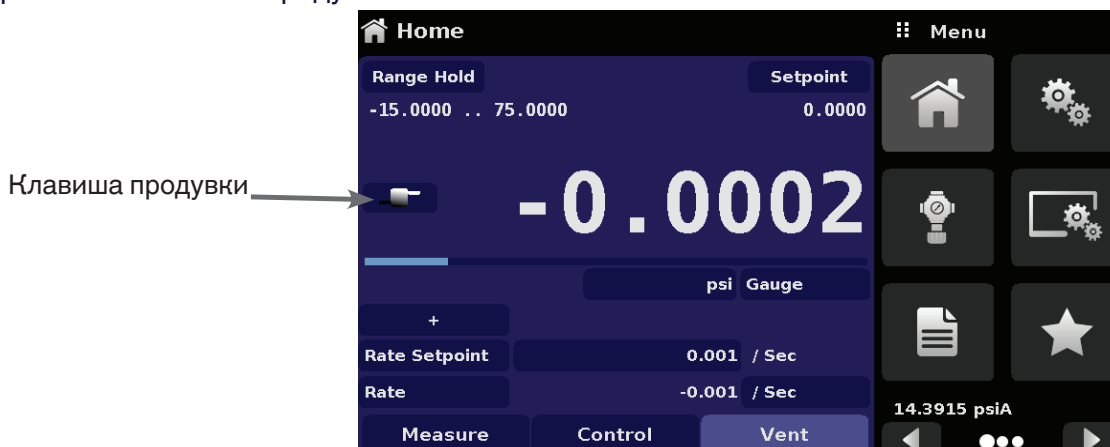 Home
Menu
Range Hold
Setpoint
-15.0000 .. 75.0000
0.0000
Клавиша продувки
-0.0002
psi Gauge
+
Rate Setpoint 0.001 / Sec
Rate -0.001 / Sec
14.3915 psiA
Measure Control Vent